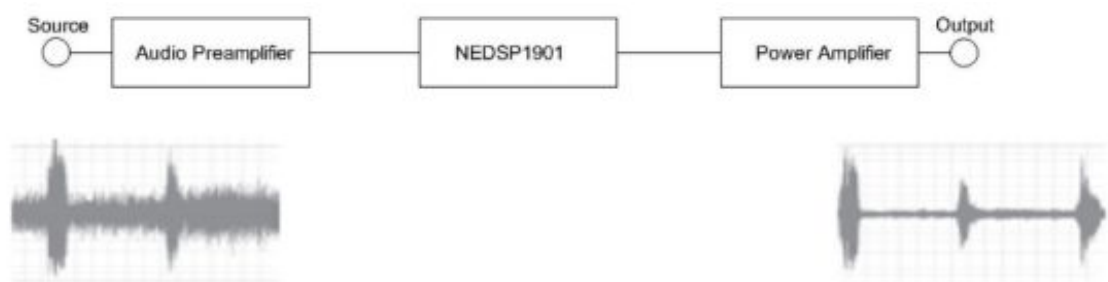 Source
Output
Audio Preamplifier
NEDSP1901
Power Amplifier